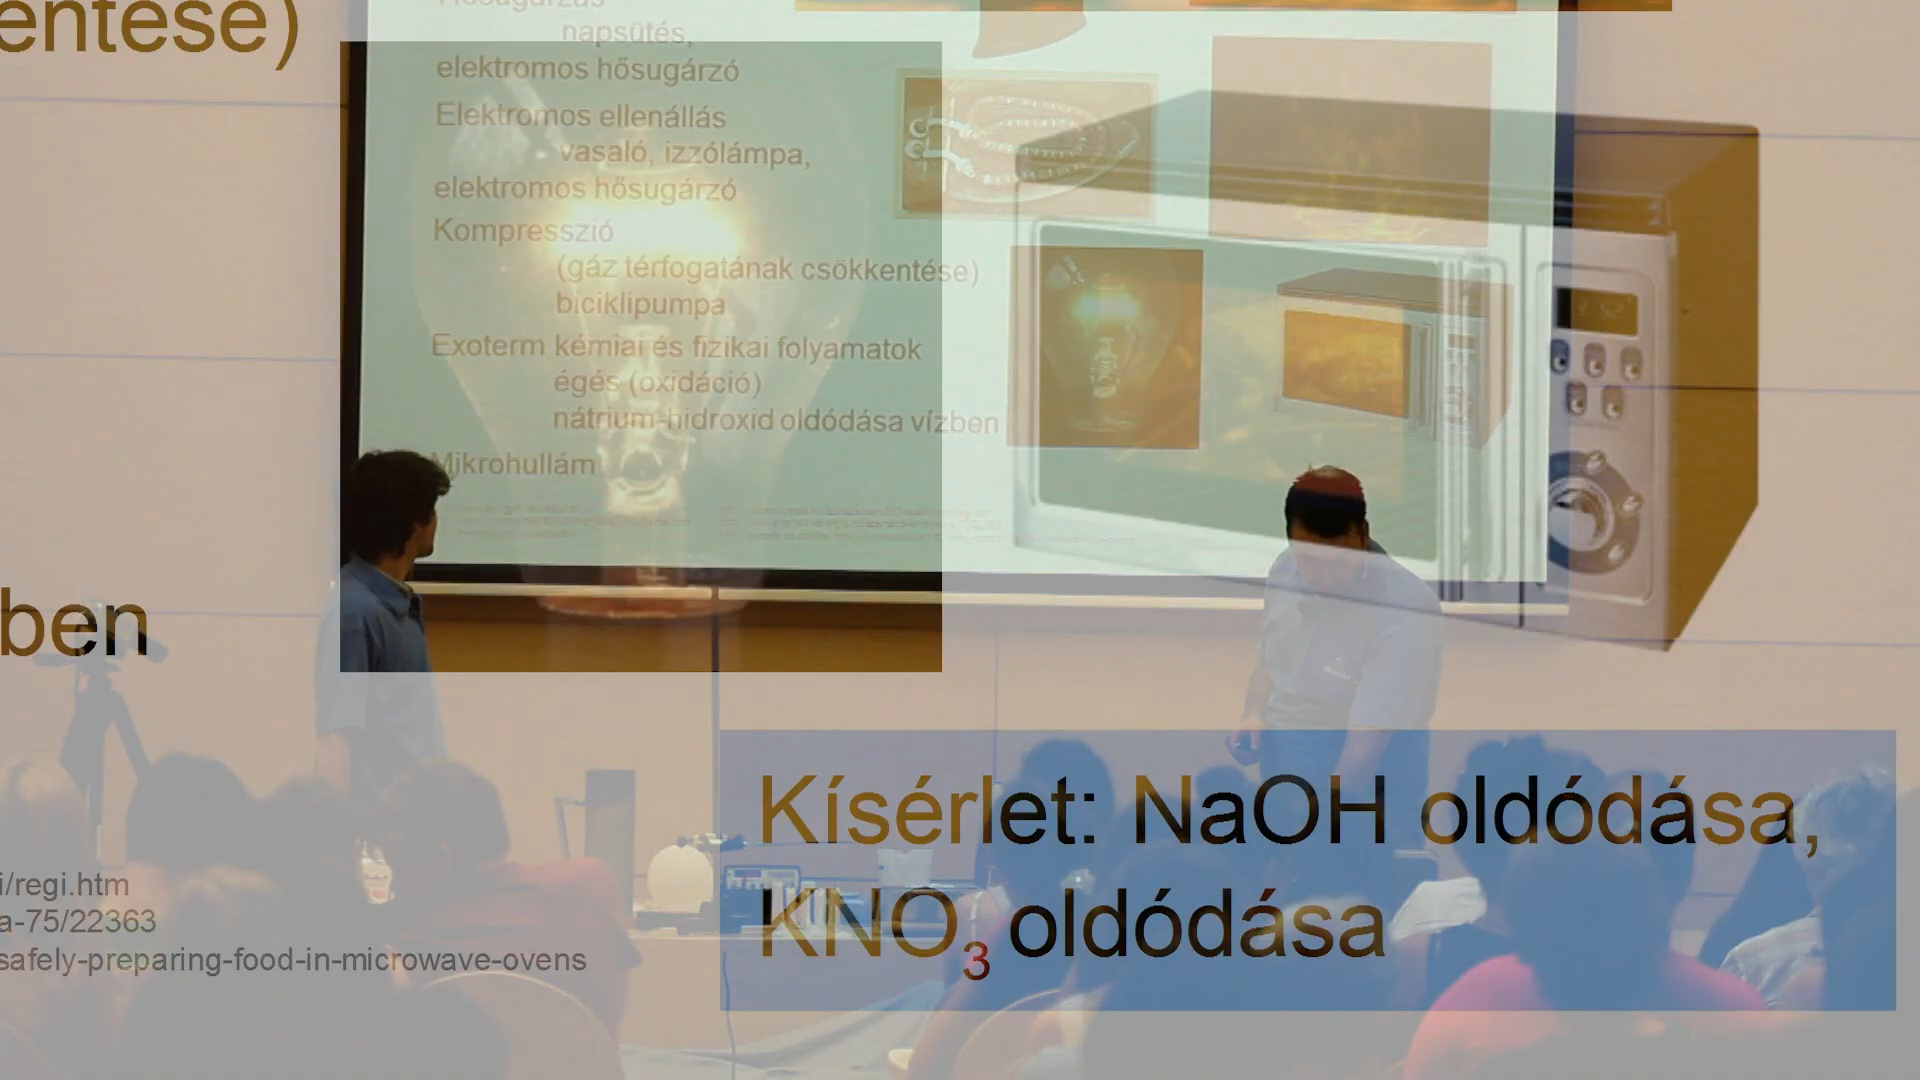 entése)
Hősugárzás
napsütés,
elektromos hősugárzó
Elektromos ellenállás
vasaló, izzólámpa,
elektromos hősugárzó
Kompresszió
(gáz térfogatának csökkentése)
biciklipumpa
Exoterm kémiai és fizikai folyamatok
égés (oxidáció)
nátrium-hidroxid oldódása vízben
Mikrohullám
ben
i/regi.htm
a-75/22363
safely-preparing-food-in-microwave-ovens
Kísérlet: NaOH oldódása,
KNO₃ oldódása